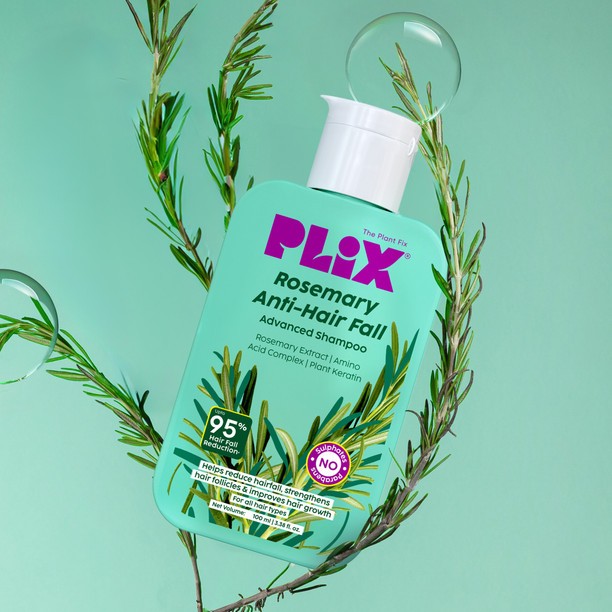 The Plant Fix
PLiX®
Rosemary
Anti-Hair Fall
Advanced Shampoo
Rosemary Extract | Amino
Acid Complex | Plant Keratin
Upto
95%
Hair Fall
Reduction*
Sulphates
NO
Parabens
Helps reduce hairfall, strengthens
hair follicles & improves hair growth
For all hair types
Net Volume: 100 ml | 3.38 fl. oz.